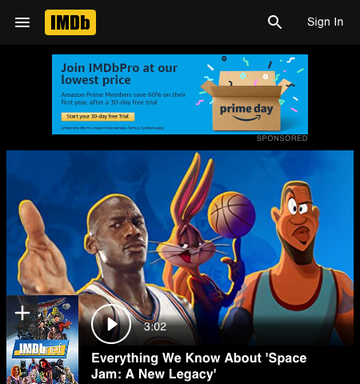 IMDb
Sign In
Join IMDbPro at our
lowest price
Amazon Prime Members save 60% on their
first year, after a 30-day free trial
Start your 30-day free trial
prime day
SPONSORED
3:02
Everything We Know About 'Space
Jam: A New Legacy'